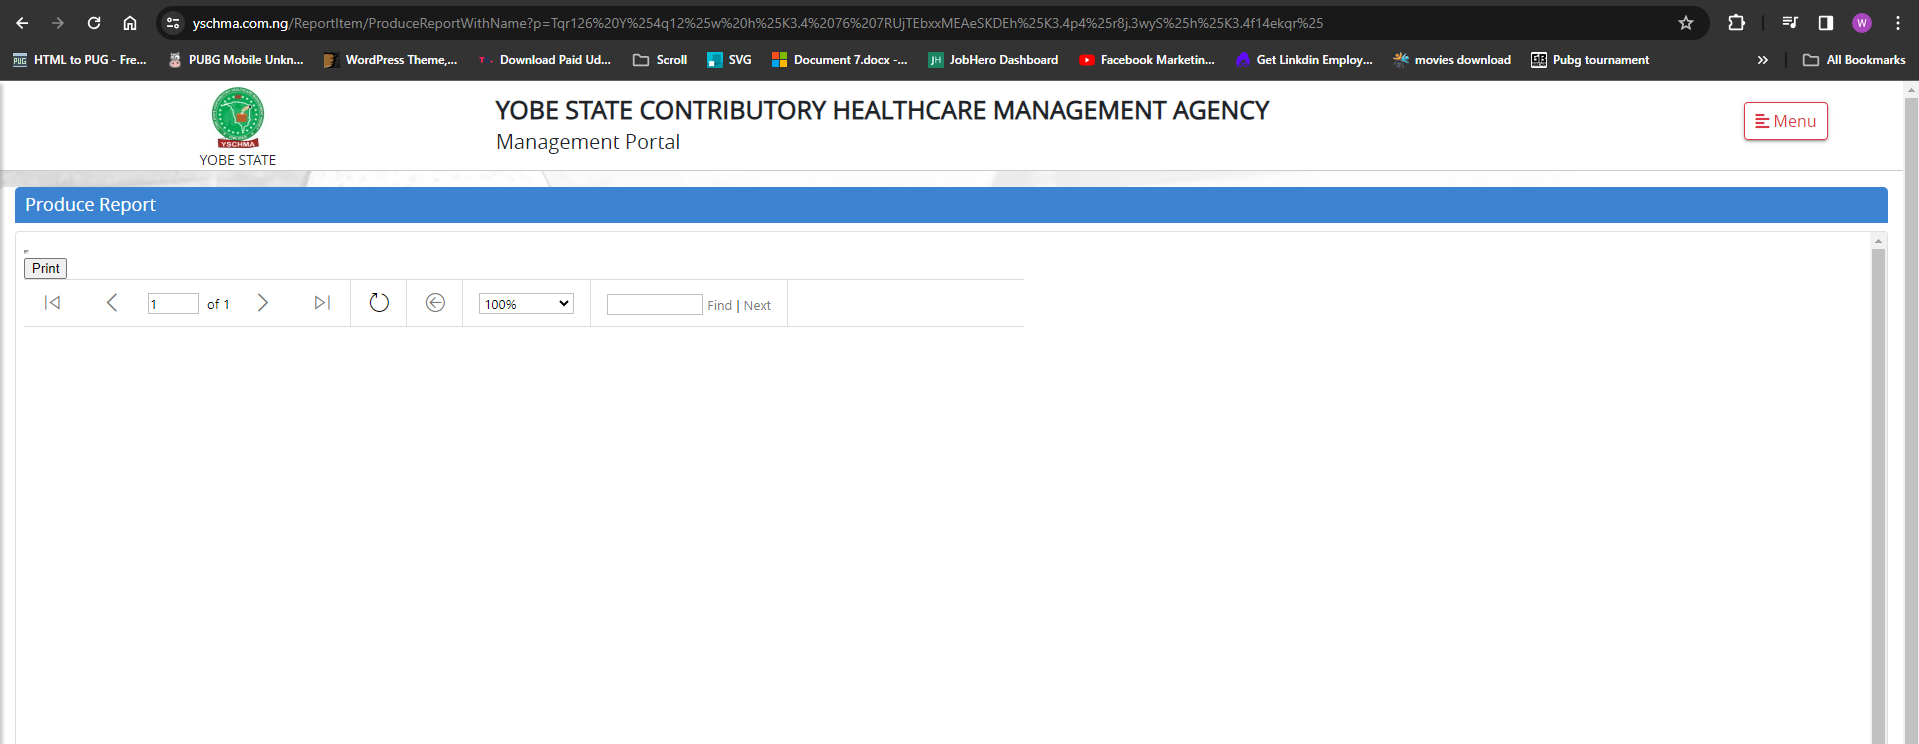 yschma.com.ng/ReportItem/ProduceReportWithName?p=Tqr126%20Y%254q12%25w%20h%25K3.4%2076%207RUjTEbxxMEAeSKDEh%25K3.4p4%25r8j.3wyS%25h%25K3.4f14ekqr%25
W
HTML to PUG - Fre... PUBG Mobile Unkn... WordPress Theme,... Download Paid Ud... Scroll SVG Document 7.docx -... JH JobHero Dashboard Facebook Marketin... Get Linkdin Employ... movies download Pubg tournament » All Bookmarks
YSCHMA
YOBE STATE
YOBE STATE CONTRIBUTORY HEALTHCARE MANAGEMENT AGENCY
Management Portal
Menu
Produce Report
Print
1 of 1 100% Find | Next